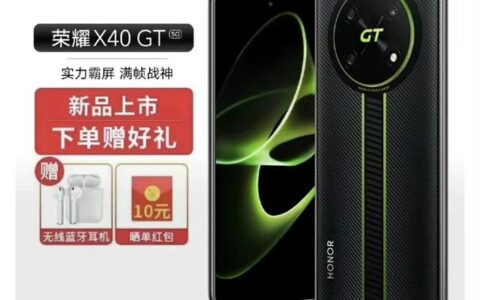 荣耀X40 GT 5G
实力霸屏 满帧战神
新品上市
下单赠好礼
赠
10元
无线蓝牙耳机
晒单红包
GT
HONOR